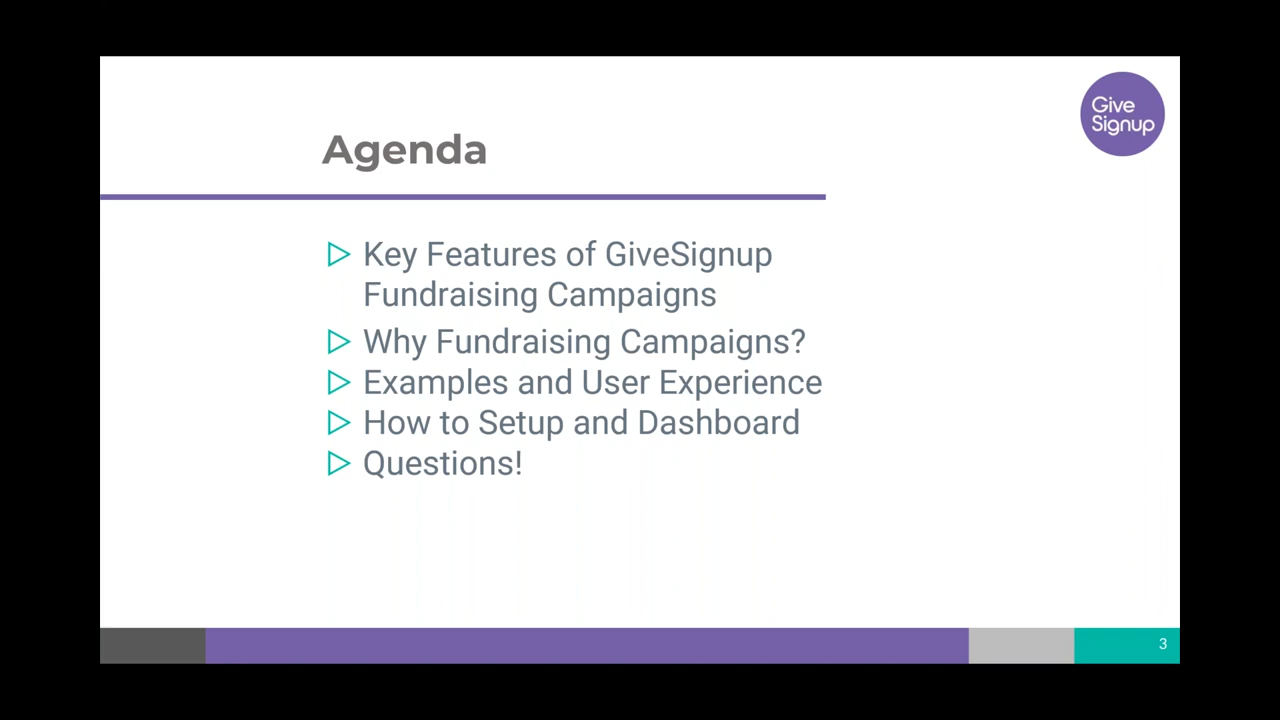 Give
Signup
Agenda
Key Features of GiveSignup
Fundraising Campaigns
Why Fundraising Campaigns?
Examples and User Experience
How to Setup and Dashboard
Questions!
3